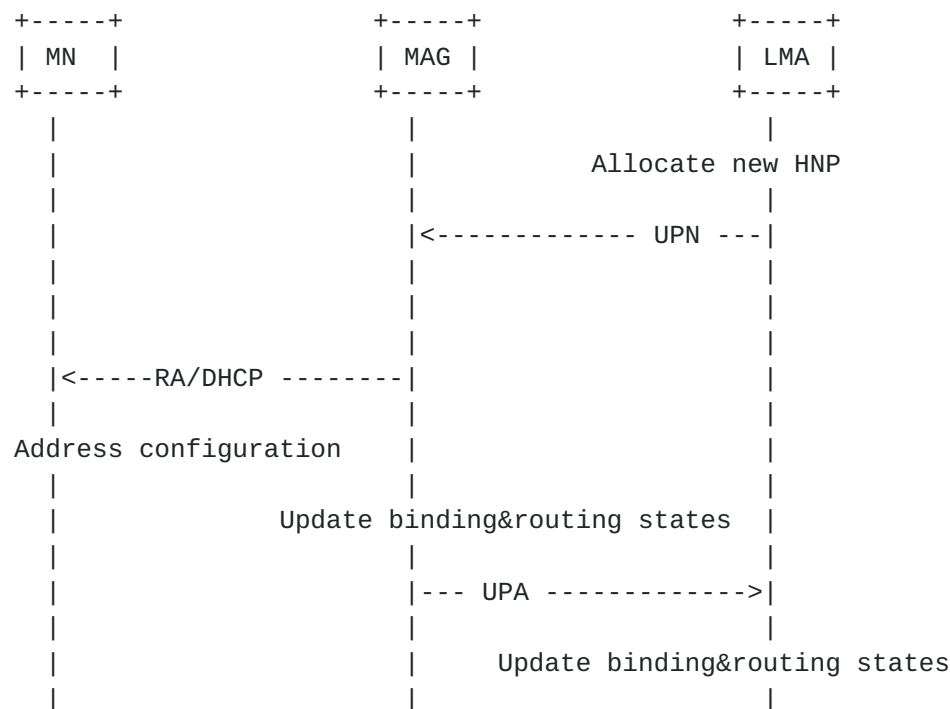 +-----+                +-----+                +-----+
| MN  |                | MAG |                | LMA |
+-----+                +-----+                +-----+
   |                      |                      |
   |                      |           Allocate new HNP
   |                      |                      |
   |                      |<------------- UPN ---|
   |                      |                      |
   |                      |                      |
   |                      |                      |
   |<-----RA/DHCP --------|                      |
   |                      |                      |
Address configuration     |                      |
   |                      |                      |
   |             Update binding&routing states   |
   |                      |                      |
   |                      |--- UPA ------------->|
   |                      |                      |
   |                      |     Update binding&routing states
   |                      |                      |